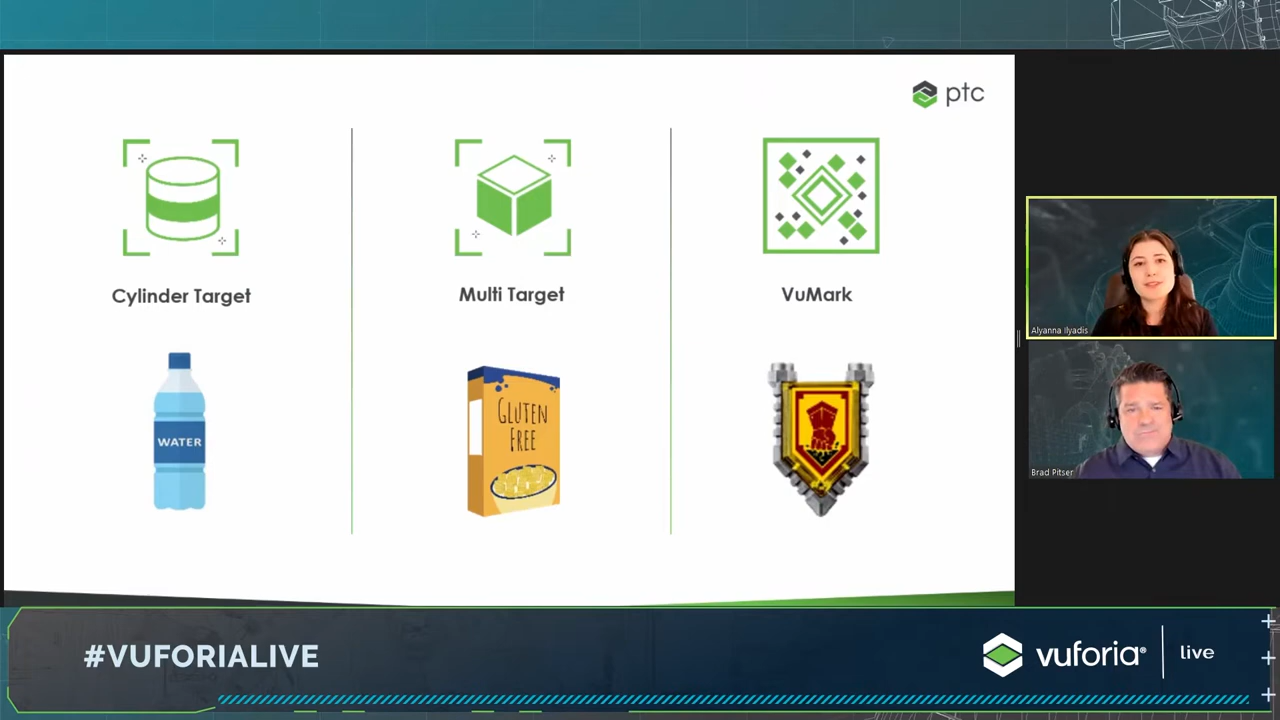 ptc
Cylinder Target
Multi Target
VuMark
WATER
GLUTEN
FREE
Alyanna Ilyadis
Brad Pitser
#VUFORIALIVE
vuforia® | live